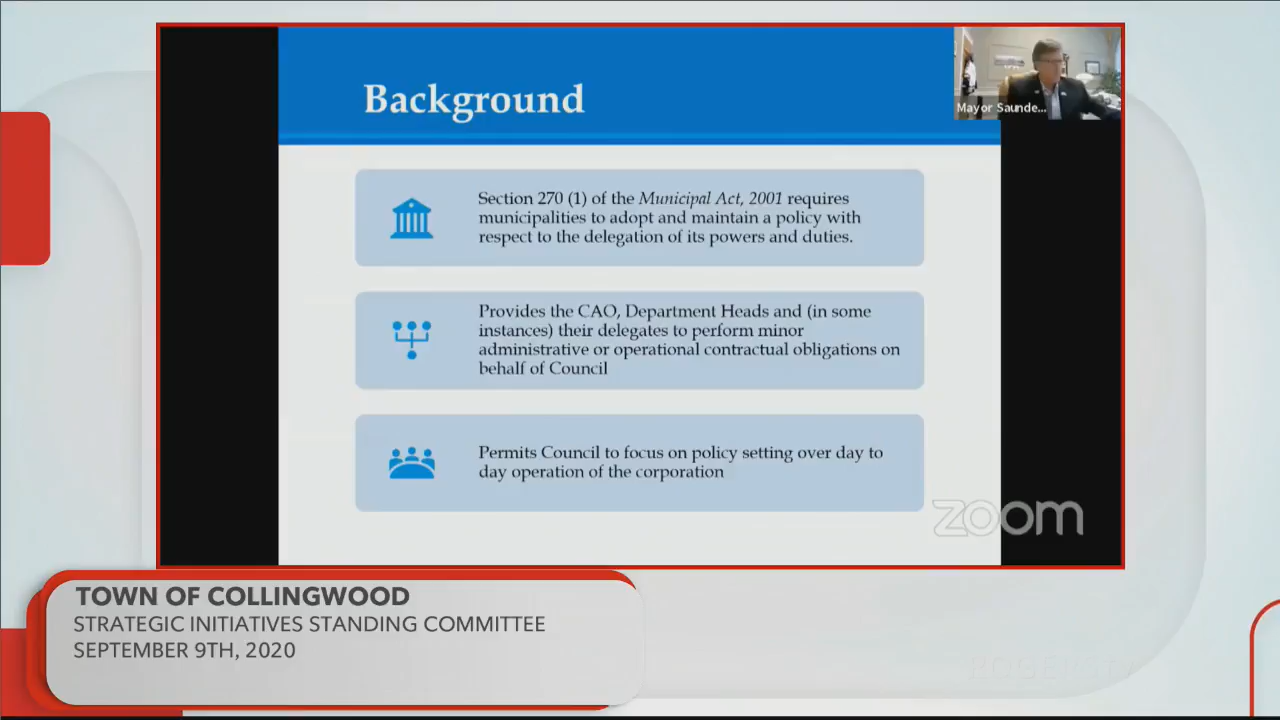 Background
Mayor Saunde...
Section 270 (1) of the Municipal Act, 2001 requires
municipalities to adopt and maintain a policy with
respect to the delegation of its powers and duties.
Provides the CAO, Department Heads and (in some
instances) their delegates to perform minor
administrative or operational contractual obligations on
behalf of Council
Permits Council to focus on policy setting over day to
day operation of the corporation
zoom
TOWN OF COLLINGWOOD
STRATEGIC INITIATIVES STANDING COMMITTEE
SEPTEMBER 9TH, 2020